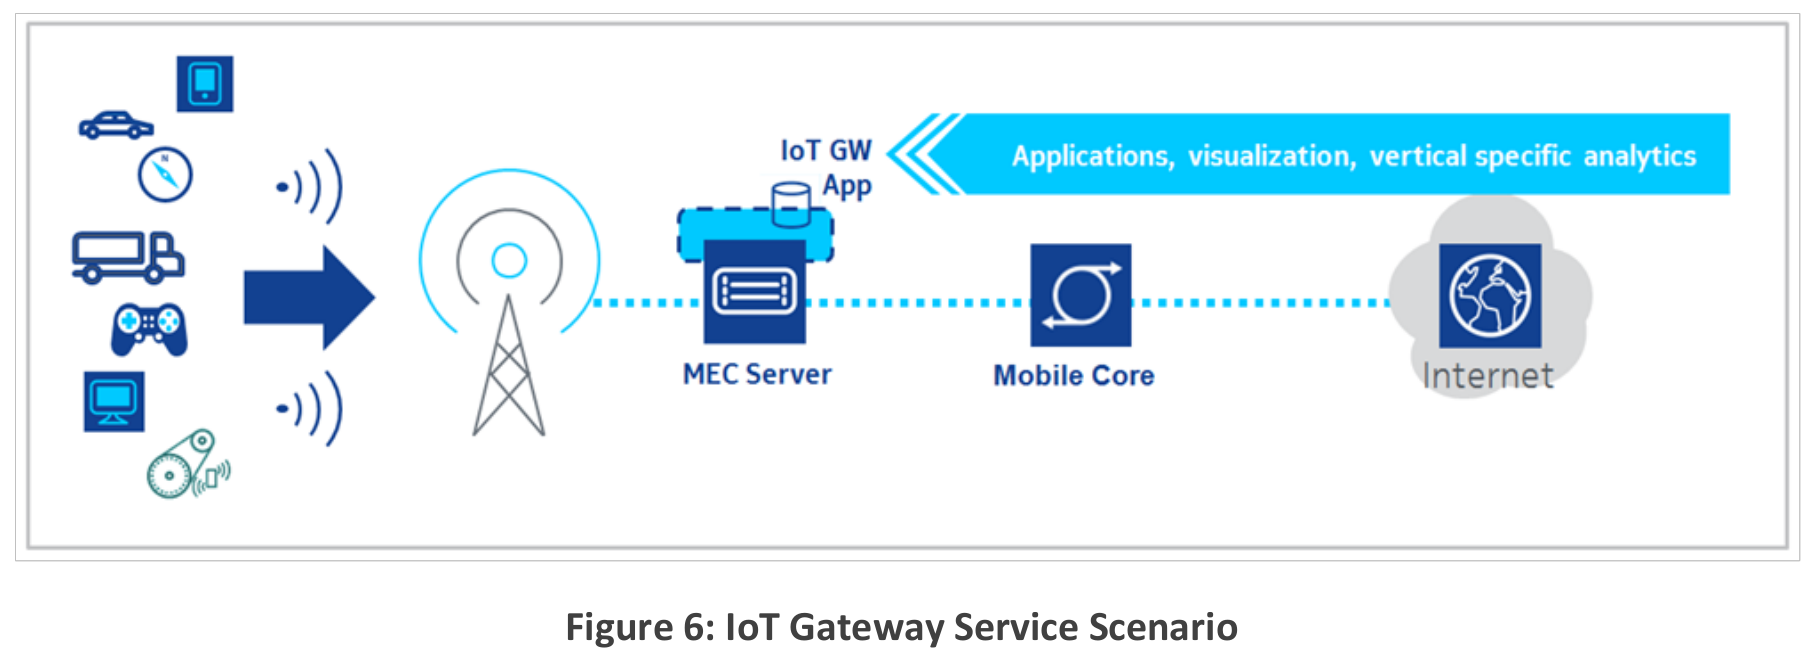 N
IoT GW
App
Applications, visualization, vertical specific analytics
MEC Server
Mobile Core
Internet
Figure 6: IoT Gateway Service Scenario